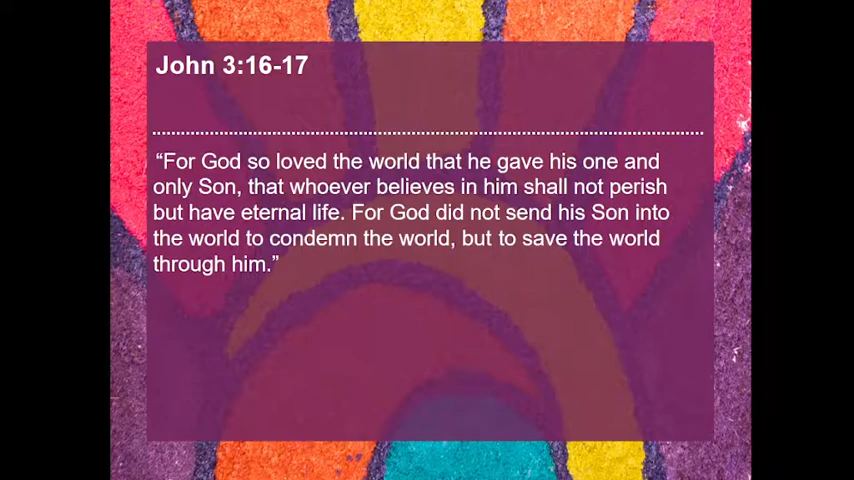 John 3:16-17
“For God so loved the world that he gave his one and
only Son, that whoever believes in him shall not perish
but have eternal life. For God did not send his Son into
the world to condemn the world, but to save the world
through him.”